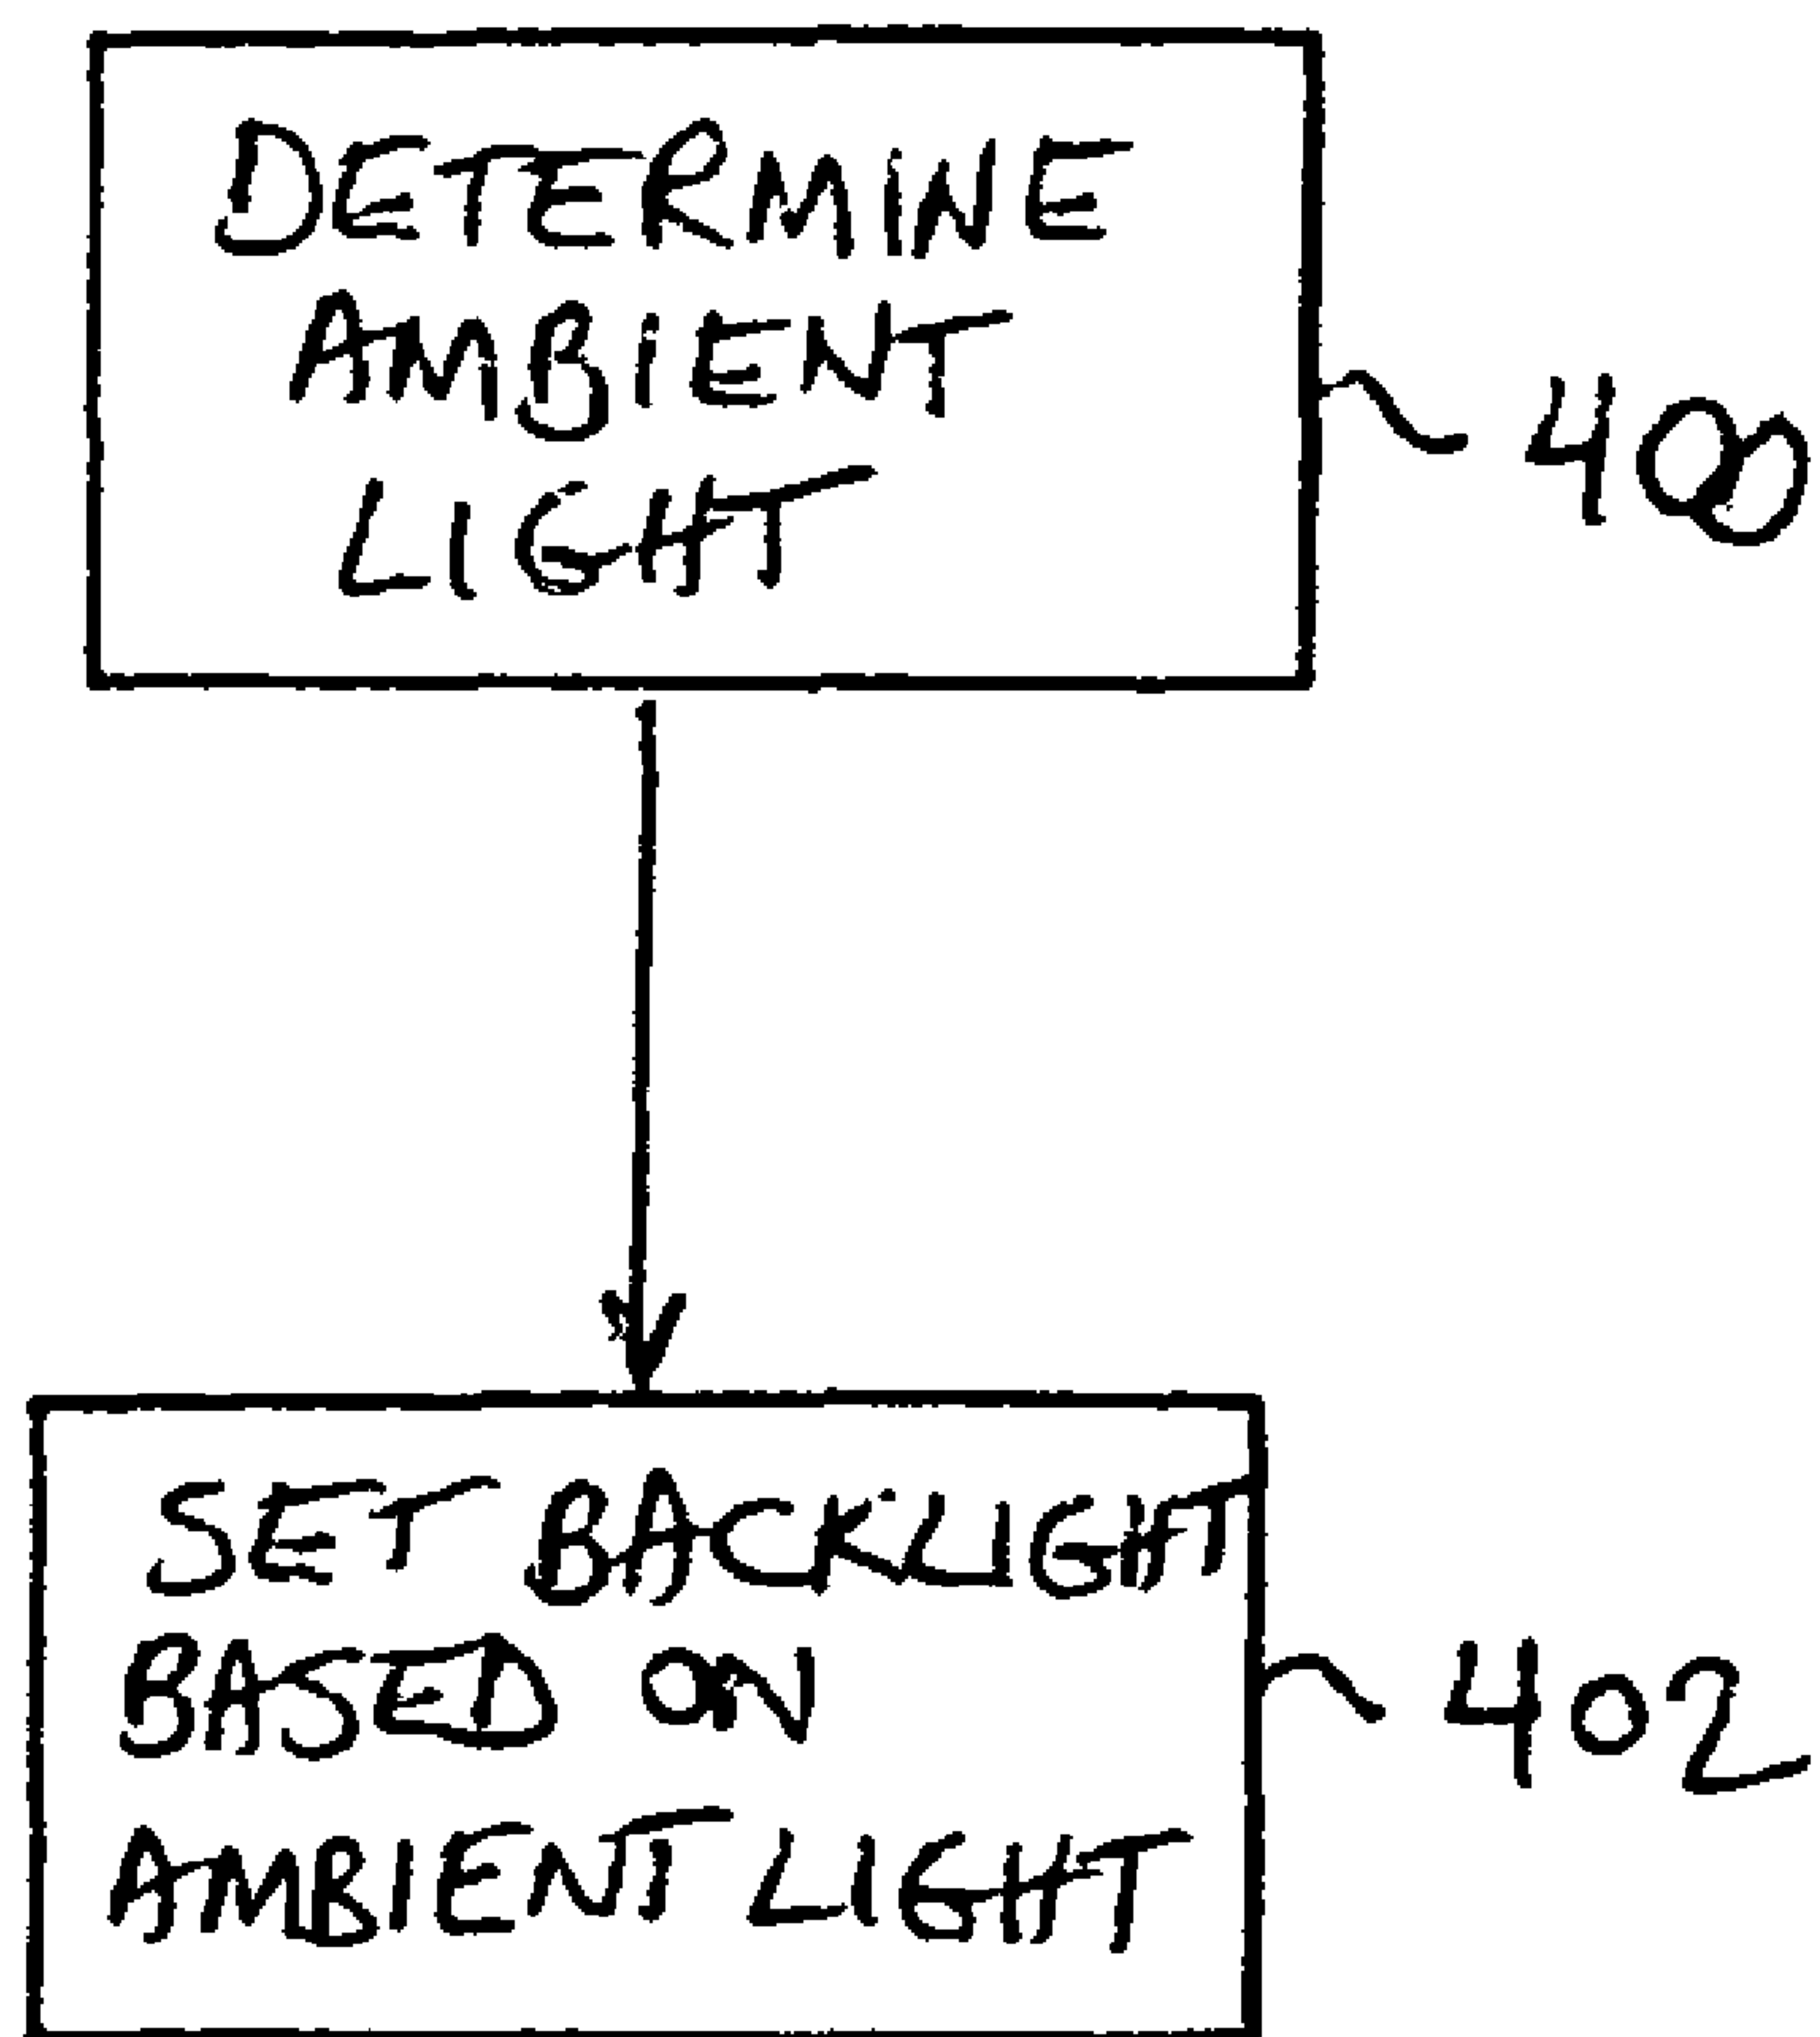 DETERMINE
AMBIENT
LIGHT
400
SET BACKLIGHT
BASED ON
AMBIENT LIGHT
402